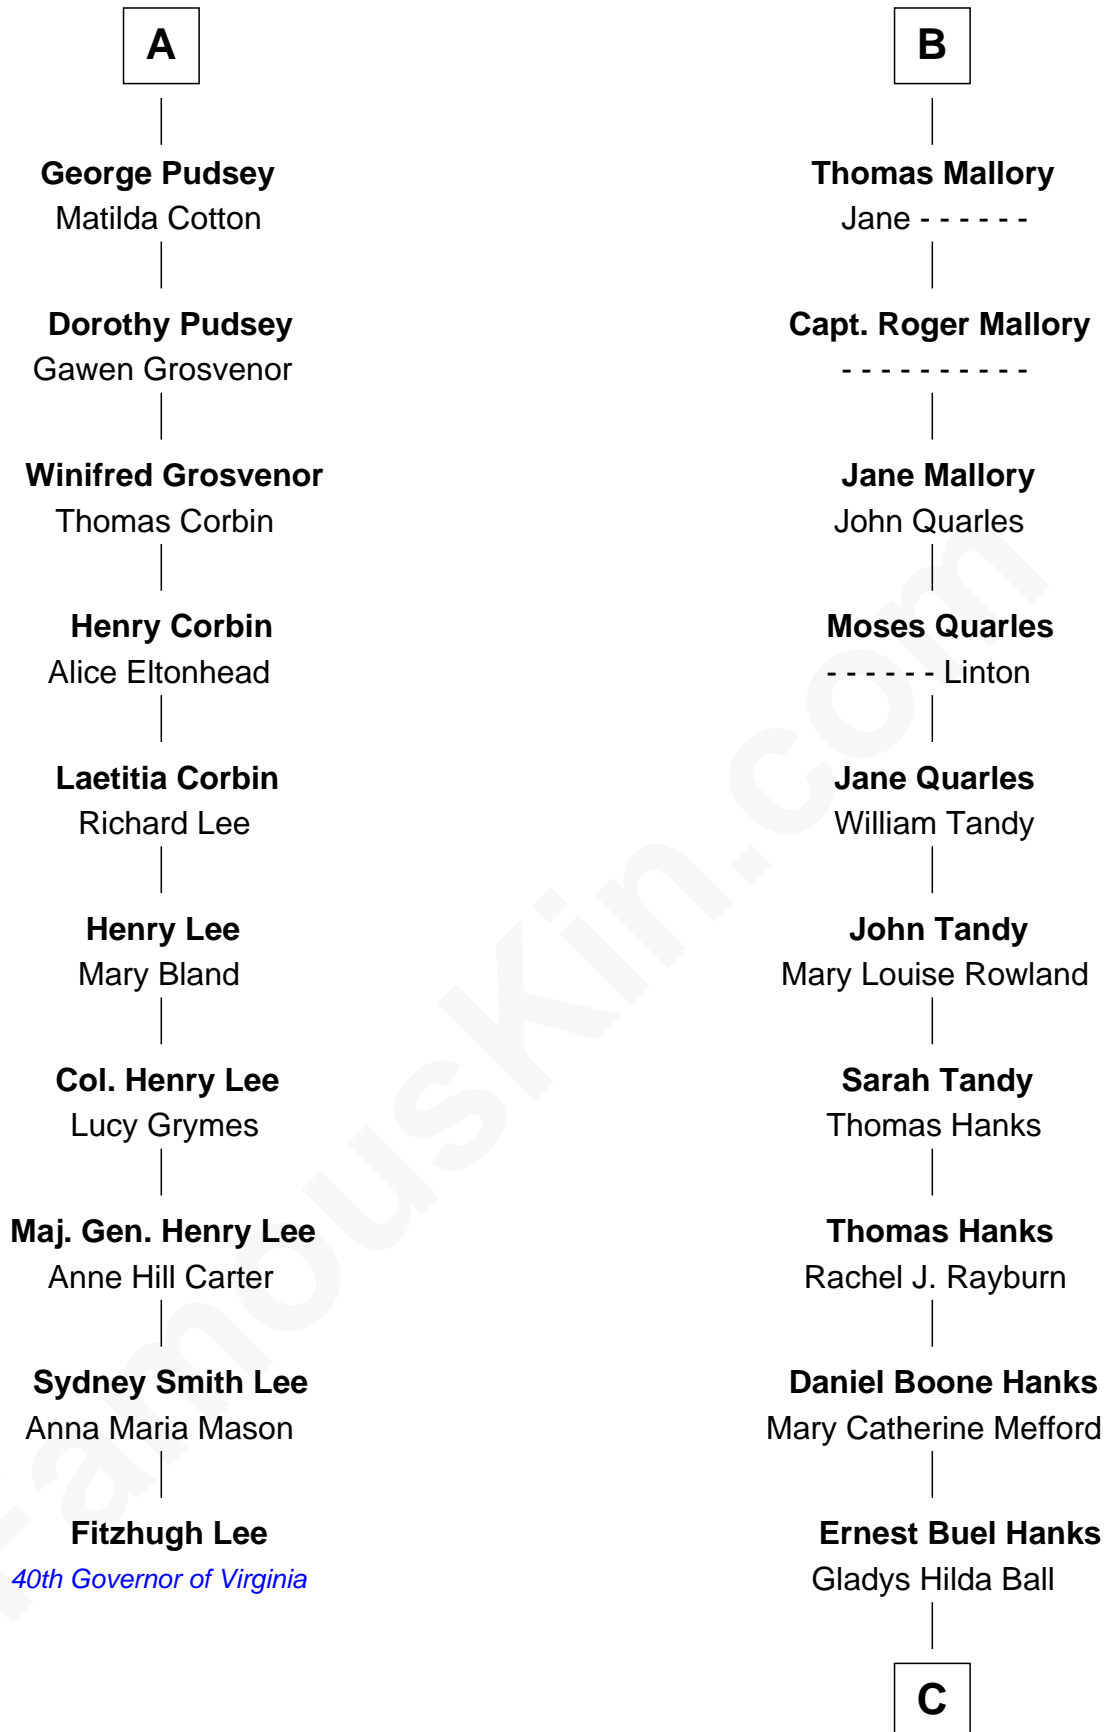 A
George Pudsey
Matilda Cotton
Dorothy Pudsey
Gawen Grosvenor
Winifred Grosvenor
Thomas Corbin
Henry Corbin
Alice Eltonhead
Laetitia Corbin
Richard Lee
Henry Lee
Mary Bland
Col. Henry Lee
Lucy Grymes
Maj. Gen. Henry Lee
Anne Hill Carter
Sydney Smith Lee
Anna Maria Mason
Fitzhugh Lee
40th Governor of Virginia
B
Thomas Mallory
Jane - - - - - -
Capt. Roger Mallory
- - - - - - - - - -
Jane Mallory
John Quarles
Moses Quarles
- - - - - - Linton
Jane Quarles
William Tandy
John Tandy
Mary Louise Rowland
Sarah Tandy
Thomas Hanks
Thomas Hanks
Rachel J. Rayburn
Daniel Boone Hanks
Mary Catherine Mefford
Ernest Buel Hanks
Gladys Hilda Ball
C
FamousKin.com